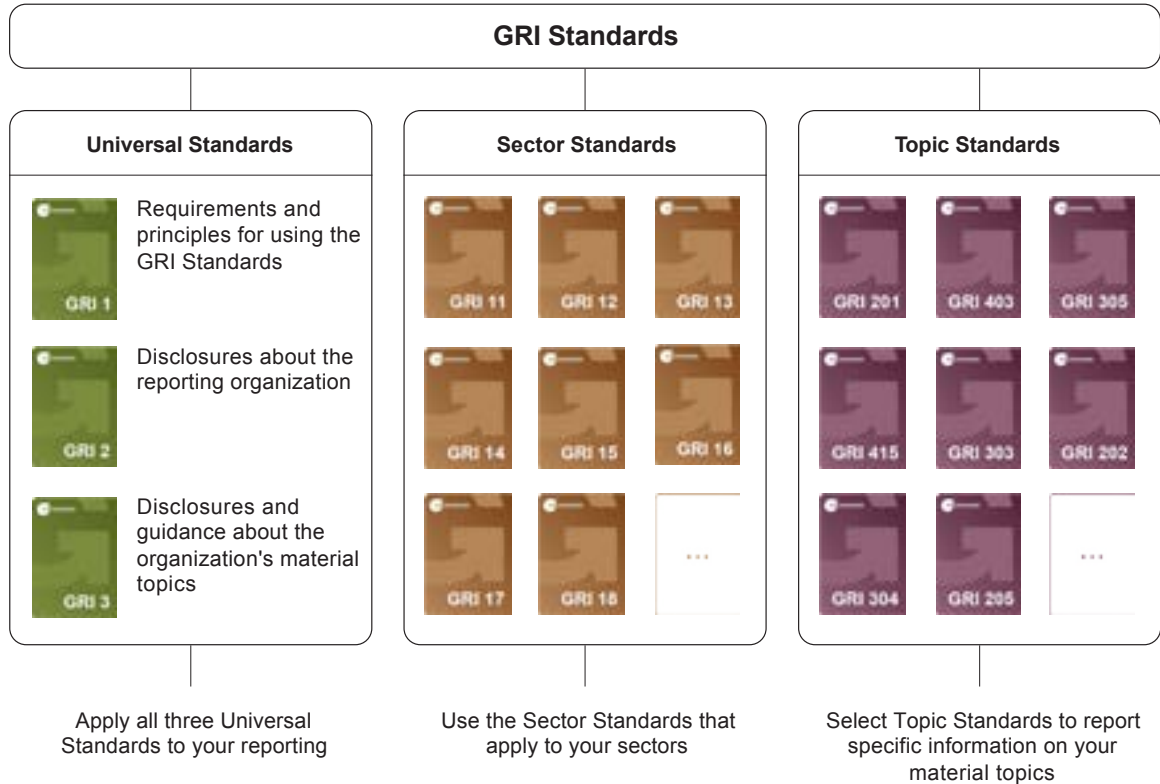 GRI Standards
Universal Standards
GRI 1
Requirements and
principles for using the
GRI Standards
GRI 2
Disclosures about the
reporting organization
GRI 3
Disclosures and
guidance about the
organization's material
topics
Apply all three Universal
Standards to your reporting
Sector Standards
GRI 11
GRI 12
GRI 13
GRI 14
GRI 15
GRI 16
GRI 17
GRI 18
...
Use the Sector Standards that
apply to your sectors
Topic Standards
GRI 201
GRI 403
GRI 305
GRI 415
GRI 303
GRI 202
GRI 304
GRI 205
...
Select Topic Standards to report
specific information on your
material topics